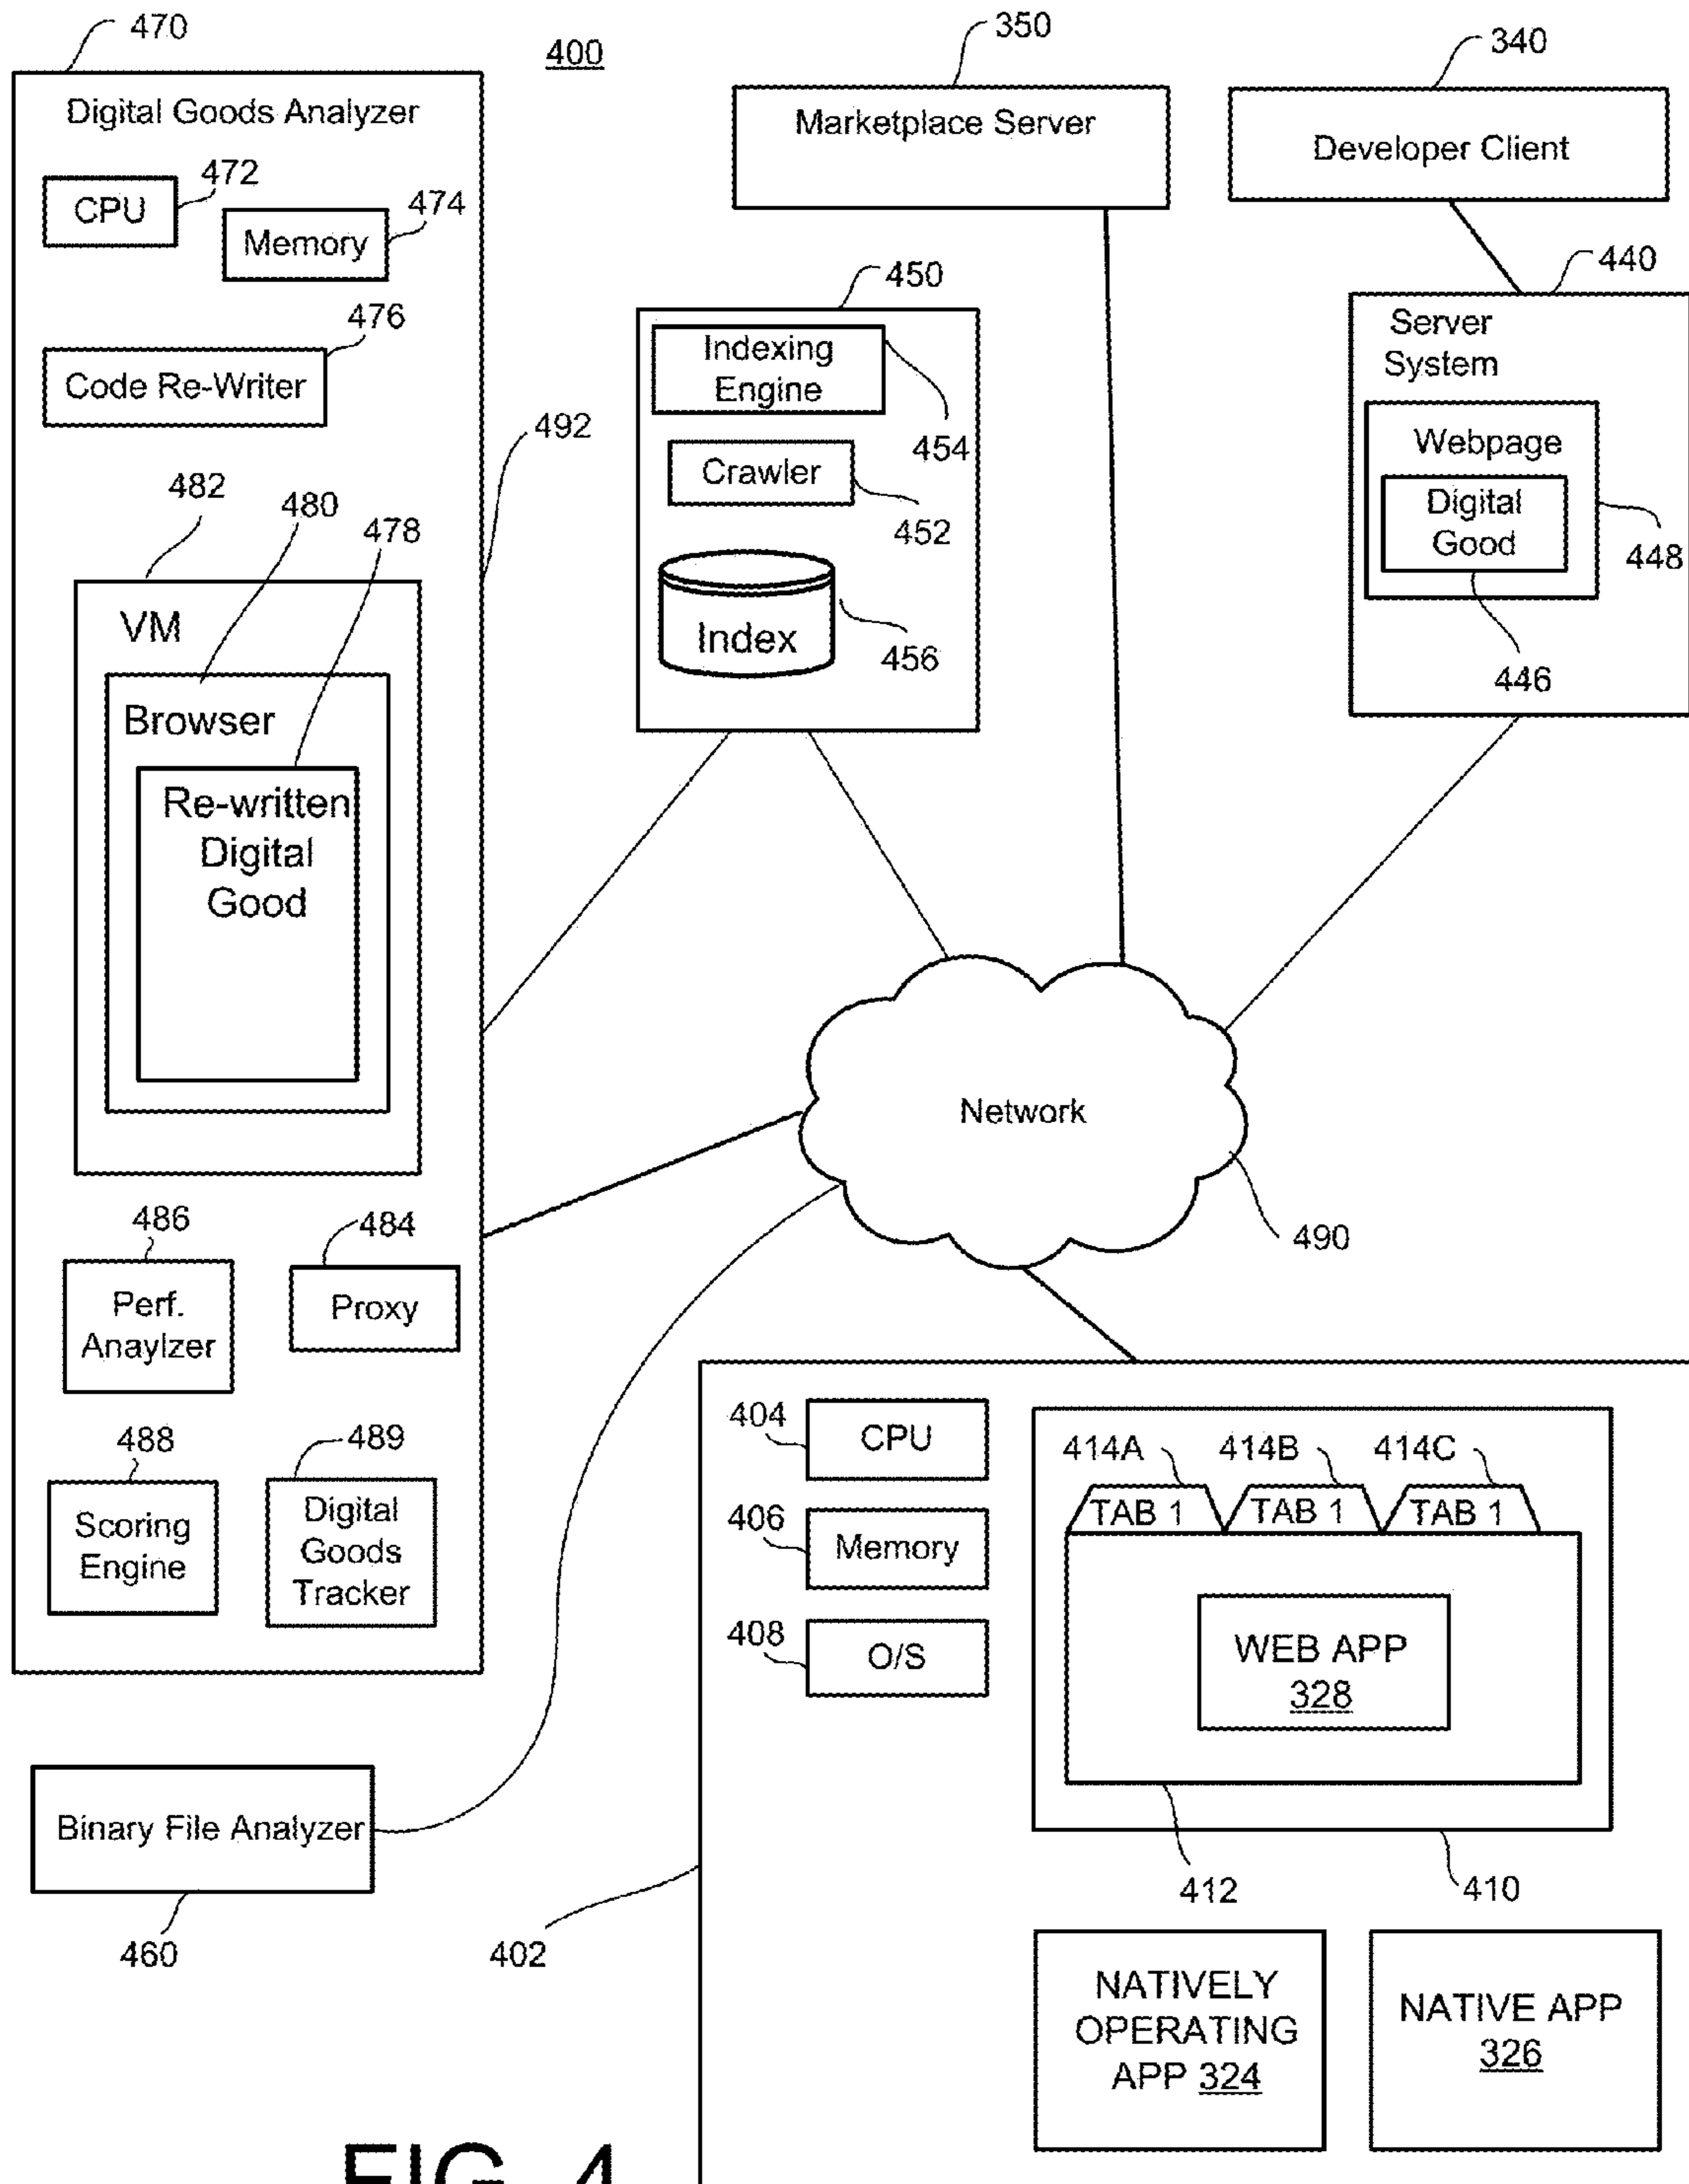 470
400
350
340
Digital Goods Analyzer
Marketplace Server
Developer Client
CPU
472
Memory
474
476
Code Re-Writer
492
450
Indexing
Engine
454
Crawler
452
Index
456
440
Server
System
Webpage
Digital
Good
448
446
482
480
478
VM
Browser
Re-written
Digital
Good
Network
490
486
484
Perf.
Anaylzer
Proxy
488
489
Scoring
Engine
Digital
Goods
Tracker
404
CPU
406
Memory
408
O/S
414A
414B
414C
TAB 1
TAB 1
TAB 1
WEB APP
328
412
410
Binary File Analyzer
460
402
NATIVELY
OPERATING
APP 324
NATIVE APP
326
FIG. 4